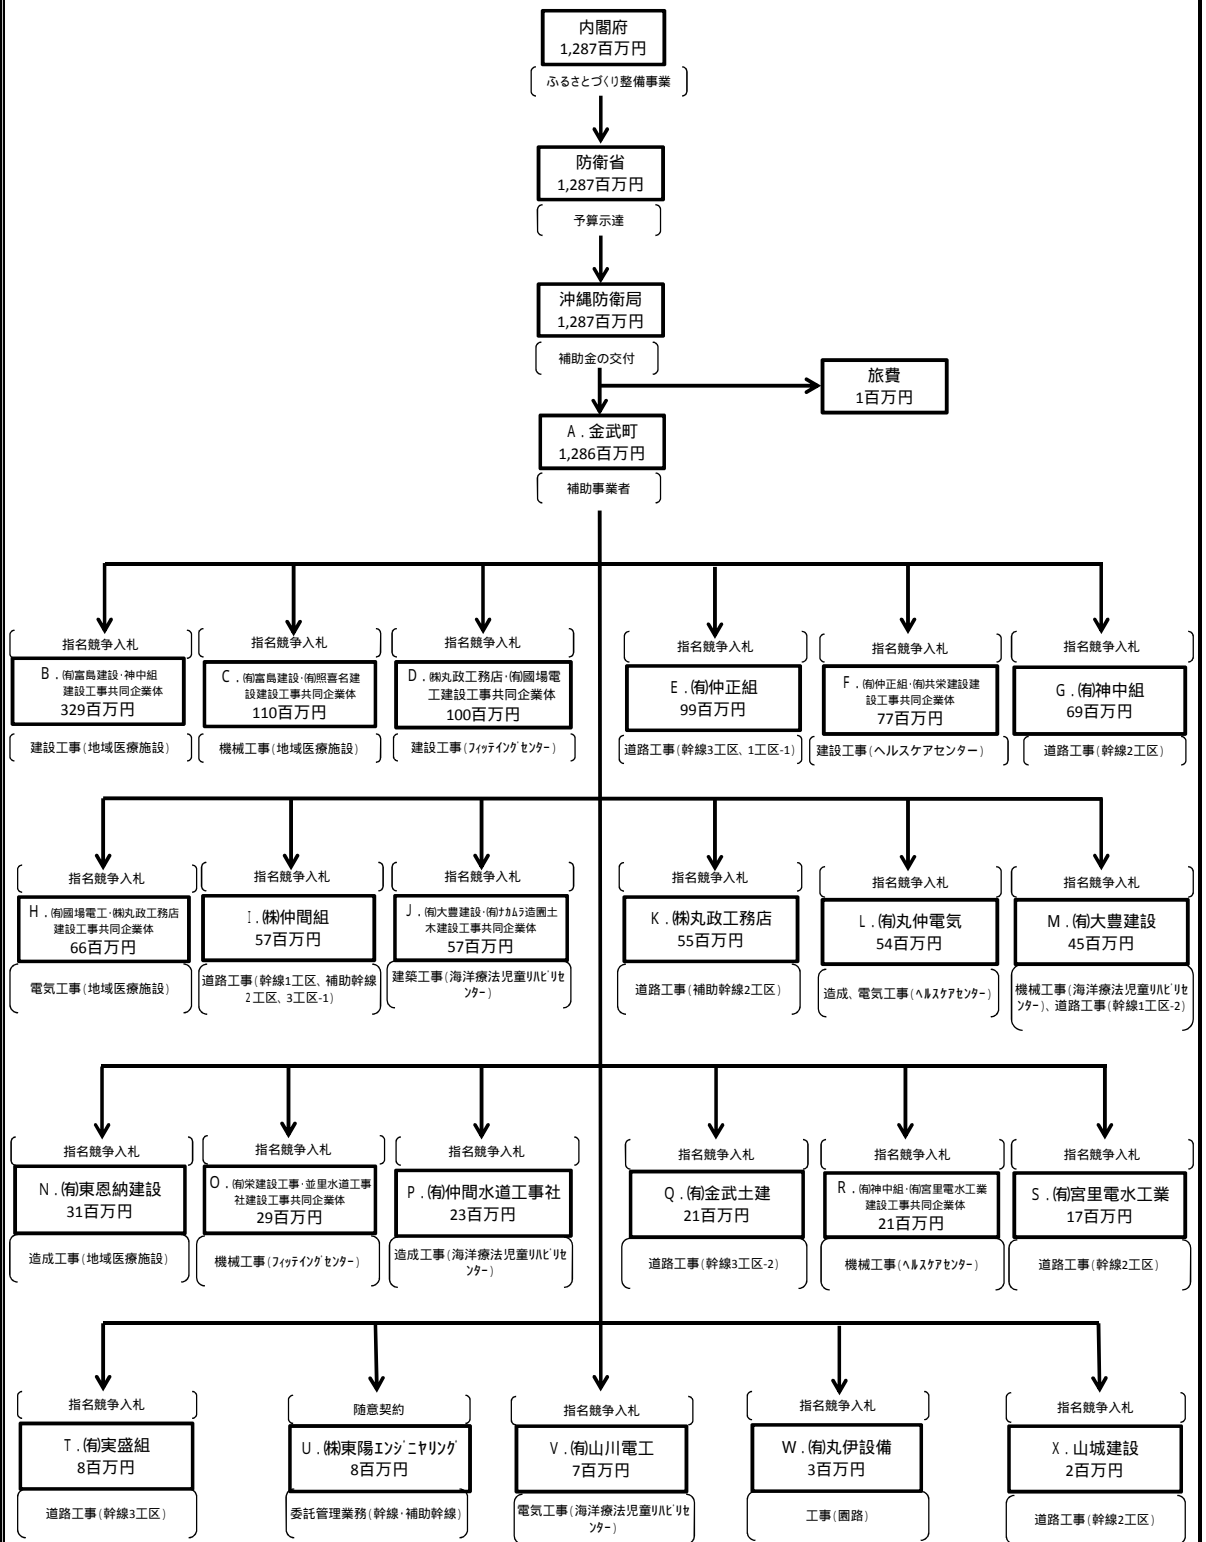 内閣府
1,287百万円
ふるさとづくり整備事業
防衛省
1,287百万円
予算示達
沖縄防衛局
1,287百万円
補助金の交付
旅費
1百万円
A．金武町
1,286百万円
補助事業者
指名競争入札
B．㈲富島建設・神中組
建設工事共同企業体
329百万円
建設工事(地域医療施設)
指名競争入札
C．㈲富島建設・㈲照喜名建
設建設工事共同企業体
110百万円
機械工事(地域医療施設)
指名競争入札
D．㈱丸政工務店・㈲國場電
工建設工事共同企業体
100百万円
建設工事(ﾌｨｯﾃｲﾝｸﾞセンター)
指名競争入札
E．㈲仲正組
99百万円
道路工事(幹線3工区、1工区-1)
指名競争入札
F．㈲仲正組・㈲共栄建設建
設工事共同企業体
77百万円
建設工事(ヘルスケアセンター)
指名競争入札
G．㈲神中組
69百万円
道路工事(幹線2工区)
指名競争入札
H．㈲國場電工・㈱丸政工務店
建設工事共同企業体
66百万円
電気工事(地域医療施設)
指名競争入札
I．㈱仲間組
57百万円
道路工事(幹線1工区、補助幹線
2工区、3工区-1)
指名競争入札
J．㈲大豊建設・㈲ﾅｶﾑﾗ造園土
木建設工事共同企業体
57百万円
建築工事(海洋療法児童ﾘﾊﾋﾞﾘセ
ンター)
指名競争入札
K．㈱丸政工務店
55百万円
道路工事(補助幹線2工区)
指名競争入札
L．㈲丸仲電気
54百万円
造成、電気工事(ﾍﾙｽｹｱセンター)
指名競争入札
M．㈲大豊建設
45百万円
機械工事(海洋療法児童ﾘﾊﾋﾞﾘセ
ンター)、道路工事(幹線1工区-2)
指名競争入札
N．㈲東恩納建設
31百万円
造成工事(地域医療施設)
指名競争入札
O．㈲栄建設工事・並里水道工事
社建設工事共同企業体
29百万円
機械工事(ﾌｨｯﾃｲﾝｸﾞセンター)
指名競争入札
P．㈲仲間水道工事社
23百万円
造成工事(海洋療法児童ﾘﾊﾋﾞﾘセ
ンター)
指名競争入札
Q．㈲金武土建
21百万円
道路工事(幹線3工区-2)
指名競争入札
R．㈲神中組・㈲宮里電水工業
建設工事共同企業体
21百万円
機械工事(ﾍﾙｽｹｱセンター)
指名競争入札
S．㈲宮里電水工業
17百万円
道路工事(幹線2工区)
指名競争入札
T．㈲実盛組
8百万円
道路工事(幹線3工区)
随意契約
U．㈱東陽ｴﾝｼﾞﾆﾔﾘﾝｸﾞ
8百万円
委託管理業務(幹線・補助幹線)
指名競争入札
V．㈲山川電工
7百万円
電気工事(海洋療法児童ﾘﾊﾋﾞﾘセ
ンター)
指名競争入札
W．㈲丸伊設備
3百万円
工事(園路)
指名競争入札
X．山城建設
2百万円
道路工事(幹線2工区)